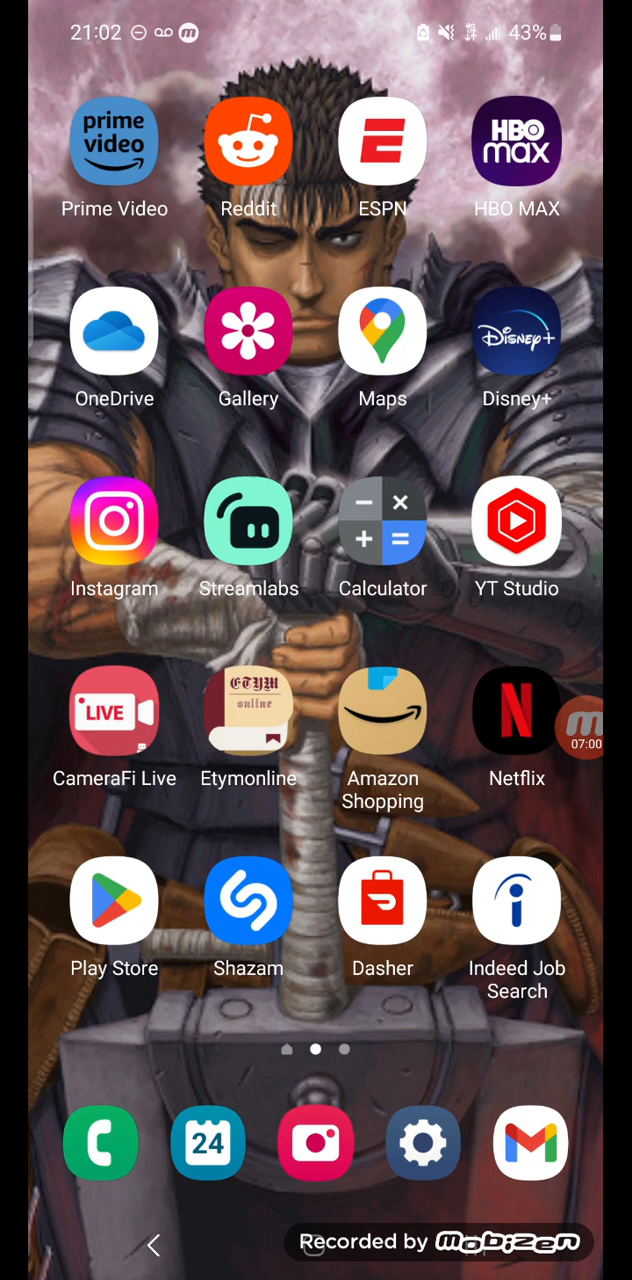 21:02
43%
prime
video
HBO
max
Prime Video
Reddit
ESPN
HBO MAX
Disney+
OneDrive
Gallery
Maps
Disney+
Instagram
Streamlabs
Calculator
YT Studio
LIVE
ETYM
online
N
m
07:00
CameraFi Live
Etymonline
Amazon
Shopping
Netflix
Play Store
Shazam
Dasher
Indeed Job
Search
24
Recorded by mobizen